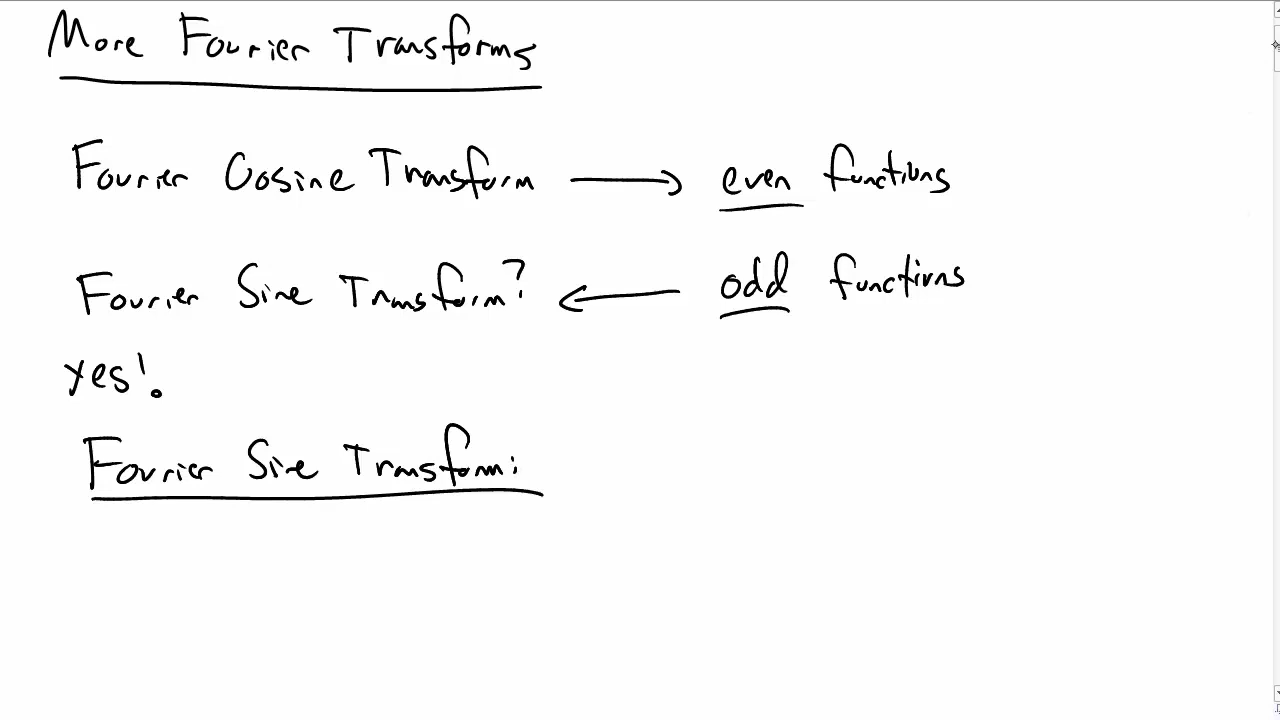 More Fourier Transforms
Fourier Cosine Transform → even functions
Fourier Sine Transform? ← odd functions
yes!
Fourier Sine Transform: